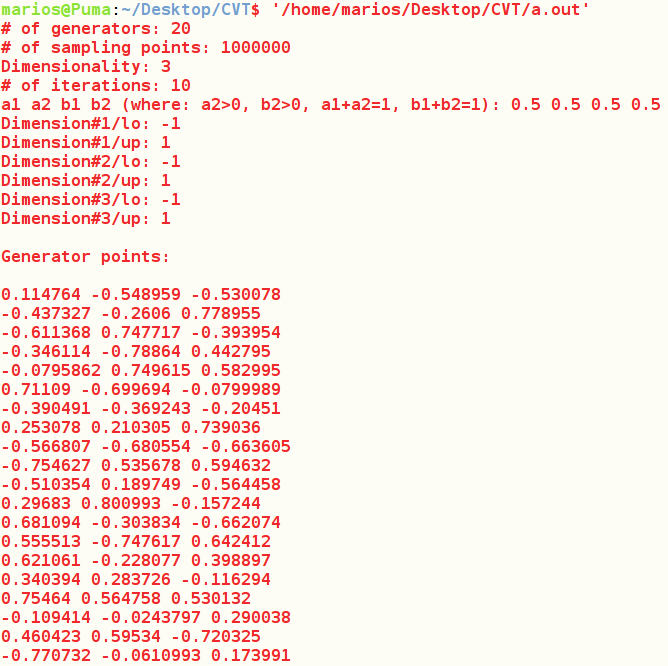 marios@Puma:~/Desktop/CVT$ '/home/marios/Desktop/CVT/a.out'
# of generators: 20
# of sampling points: 1000000
Dimensionality: 3
# of iterations: 10
a1 a2 b1 b2 (where: a2>0, b2>0, a1+a2=1, b1+b2=1): 0.5 0.5 0.5 0.5
Dimension#1/lo: -1
Dimension#1/up: 1
Dimension#2/lo: -1
Dimension#2/up: 1
Dimension#3/lo: -1
Dimension#3/up: 1
Generator points:
0.114764 -0.548959 -0.530078
-0.437327 -0.2606 0.778955
-0.611368 0.747717 -0.393954
-0.346114 -0.78864 0.442795
-0.0795862 0.749615 0.582995
0.71109 -0.699694 -0.0799989
-0.390491 -0.369243 -0.20451
0.253078 0.210305 0.739036
-0.566807 -0.680554 -0.663605
-0.754627 0.535678 0.594632
-0.510354 0.189749 -0.564458
0.29683 0.800993 -0.157244
0.681094 -0.303834 -0.662074
0.555513 -0.747617 0.642412
0.621061 -0.228077 0.398897
0.340394 0.283726 -0.116294
0.75464 0.564758 0.530132
-0.109414 -0.0243797 0.290038
0.460423 0.59534 -0.720325
-0.770732 -0.0610993 0.173991